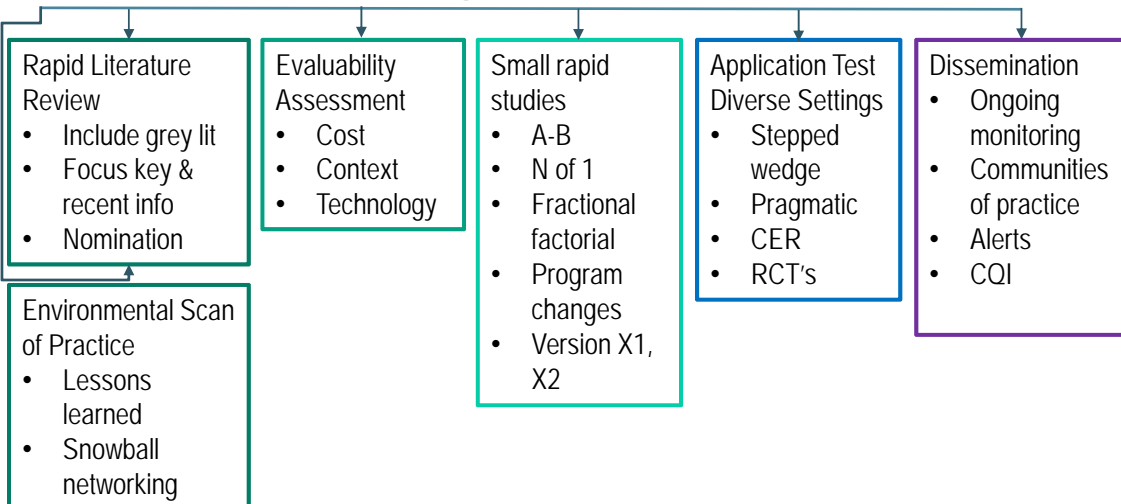 Rapid Literature
Review
• Include grey lit
• Focus key &
recent info
• Nomination
Environmental Scan
of Practice
• Lessons
learned
• Snowball
networking
Evaluability
Assessment
• Cost
• Context
• Technology
Small rapid
studies
• A-B
• N of 1
• Fractional
factorial
• Program
changes
• Version X1,
X2
Application Test
Diverse Settings
• Stepped
wedge
• Pragmatic
• CER
• RCT's
Dissemination
• Ongoing
monitoring
• Communities
of practice
• Alerts
• CQI